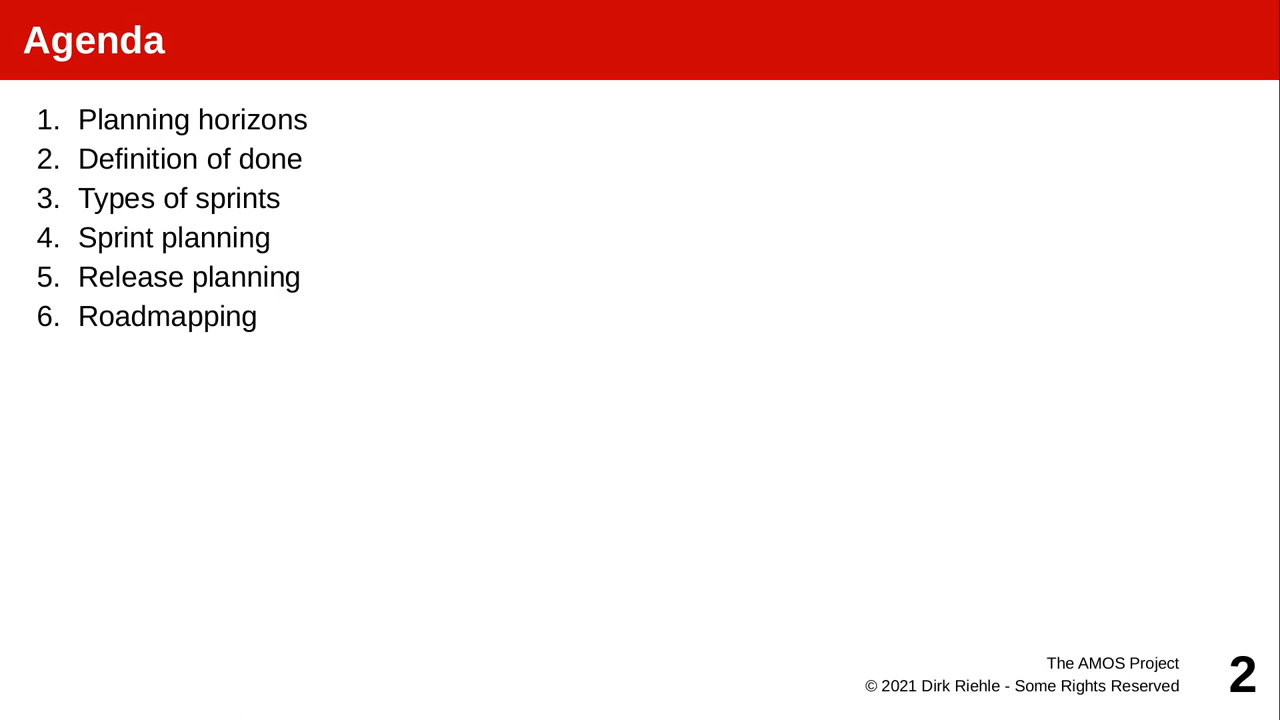 Agenda
1. Planning horizons
2. Definition of done
3. Types of sprints
4. Sprint planning
5. Release planning
6. Roadmapping
The AMOS Project
© 2021 Dirk Riehle - Some Rights Reserved
2